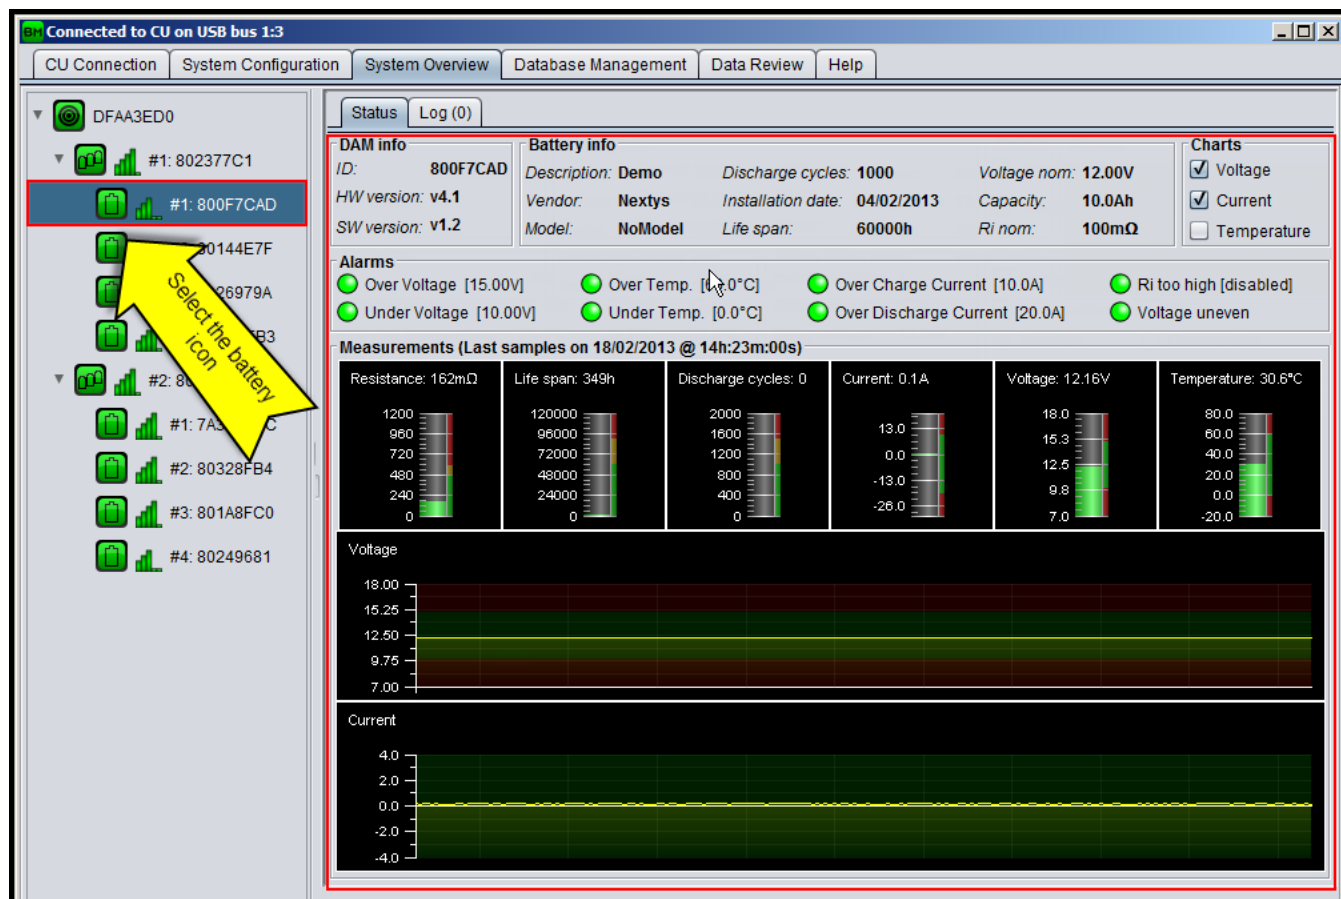 BM Connected to CU on USB bus 1:3
CU Connection System Configuration System Overview Database Management Data Review Help
DFAA3ED0
#1: 802377C1
#1: 800F7CAD
0144E7F
26979A
B3
#2: 80
#1: 7A3
#2: 80328FB4
#3: 801A8FC0
#4: 80249681
Select the battery
icon
Status Log (0)
DAM info
ID: 800F7CAD
HW version: v4.1
SW version: v1.2
Battery info
Description: Demo Discharge cycles: 1000 Voltage nom: 12.00V
Vendor: Nextys Installation date: 04/02/2013 Capacity: 10.0Ah
Model: NoModel Life span: 60000h Ri nom: 100mΩ
Charts
Voltage
Current
Temperature
Alarms
Over Voltage [15.00V] Over Temp. [ .0°C] Over Charge Current [10.0A] Ri too high [disabled]
Under Voltage [10.00V] Under Temp. [0.0°C] Over Discharge Current [20.0A] Voltage uneven
Measurements (Last samples on 18/02/2013 @ 14h:23m:00s)
Resistance: 162mΩ
1200
960
720
480
240
0
Life span: 349h
120000
96000
72000
48000
24000
0
Discharge cycles: 0
2000
1600
1200
800
400
0
Current: 0.1A
13.0
0.0
-13.0
-26.0
Voltage: 12.16V
18.0
15.3
12.5
9.8
7.0
Temperature: 30.6°C
80.0
60.0
40.0
20.0
0.0
-20.0
Voltage
18.00
15.25
12.50
9.75
7.00
Current
4.0
2.0
0.0
-2.0
-4.0